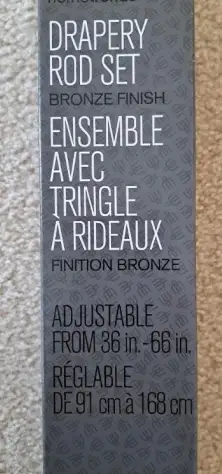 DRAPERY
ROD SET
BRONZE FINISH
ENSEMBLE
AVEC
TRINGLE
À RIDEAUX
FINITION BRONZE
ADJUSTABLE
FROM 36 in.-66 in.
RÉGLABLE
DE 91 cm à 168 cm